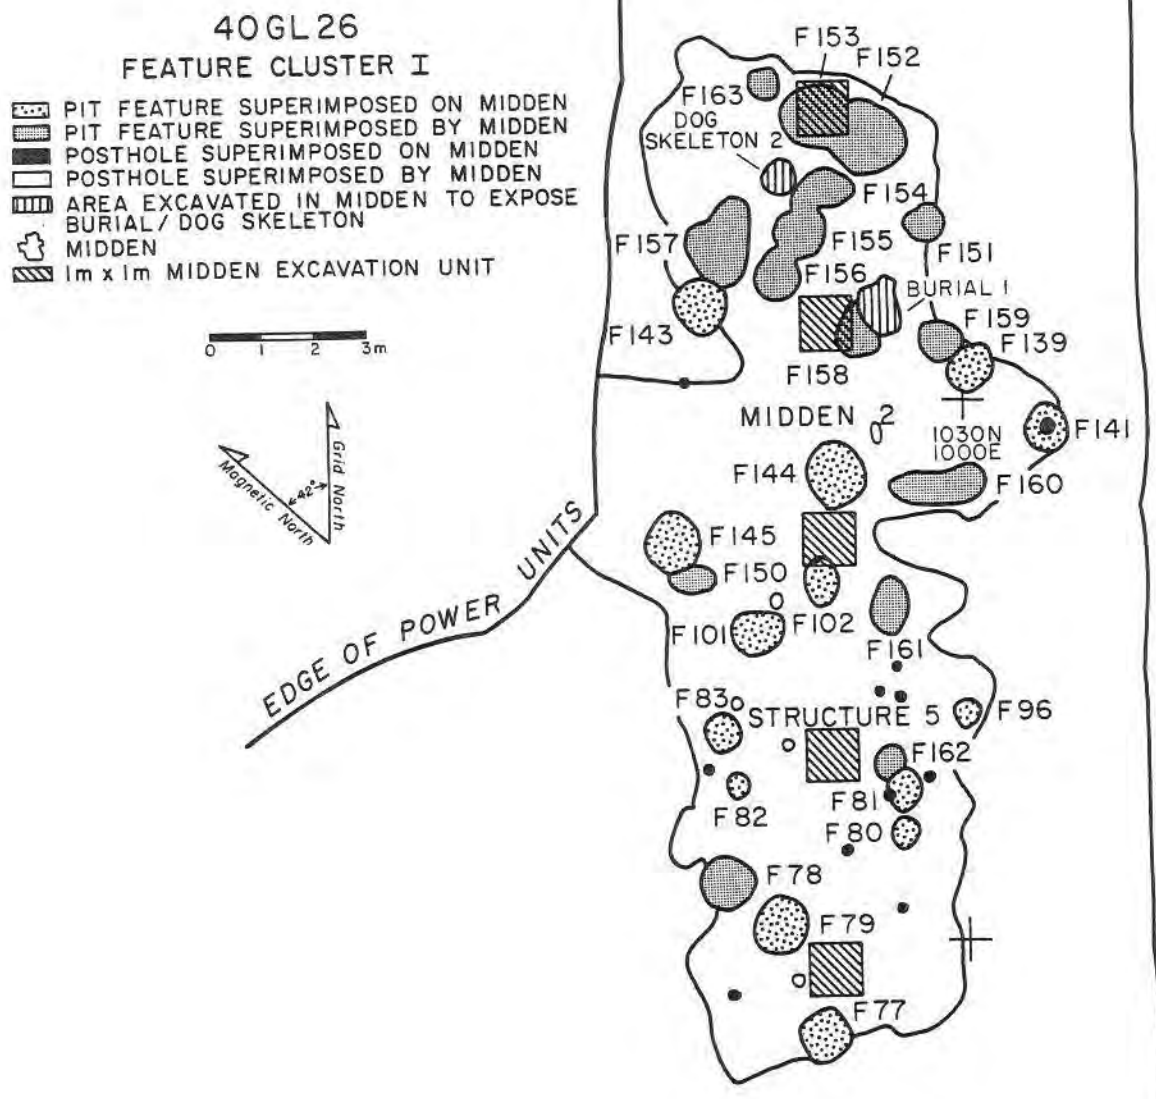 40GL26
FEATURE CLUSTER I
PIT FEATURE SUPERIMPOSED ON MIDDEN
PIT FEATURE SUPERIMPOSED BY MIDDEN
POSTHOLE SUPERIMPOSED ON MIDDEN
POSTHOLE SUPERIMPOSED BY MIDDEN
AREA EXCAVATED IN MIDDEN TO EXPOSE
BURIAL/DOG SKELETON
MIDDEN
1m x 1m MIDDEN EXCAVATION UNIT
0 1 2 3m
Magnetic North
42°
Grid North
EDGE OF POWER UNITS
F153
F152
F163
DOG
SKELETON 2
F154
F157
F155
F151
F156
BURIAL 1
F143
F159
F139
F158
MIDDEN 2
1030N
1000E
F141
F144
F160
F145
F150
F101
F102
F161
F83
STRUCTURE 5
F96
F162
F82
F81
F80
F78
F79
F77